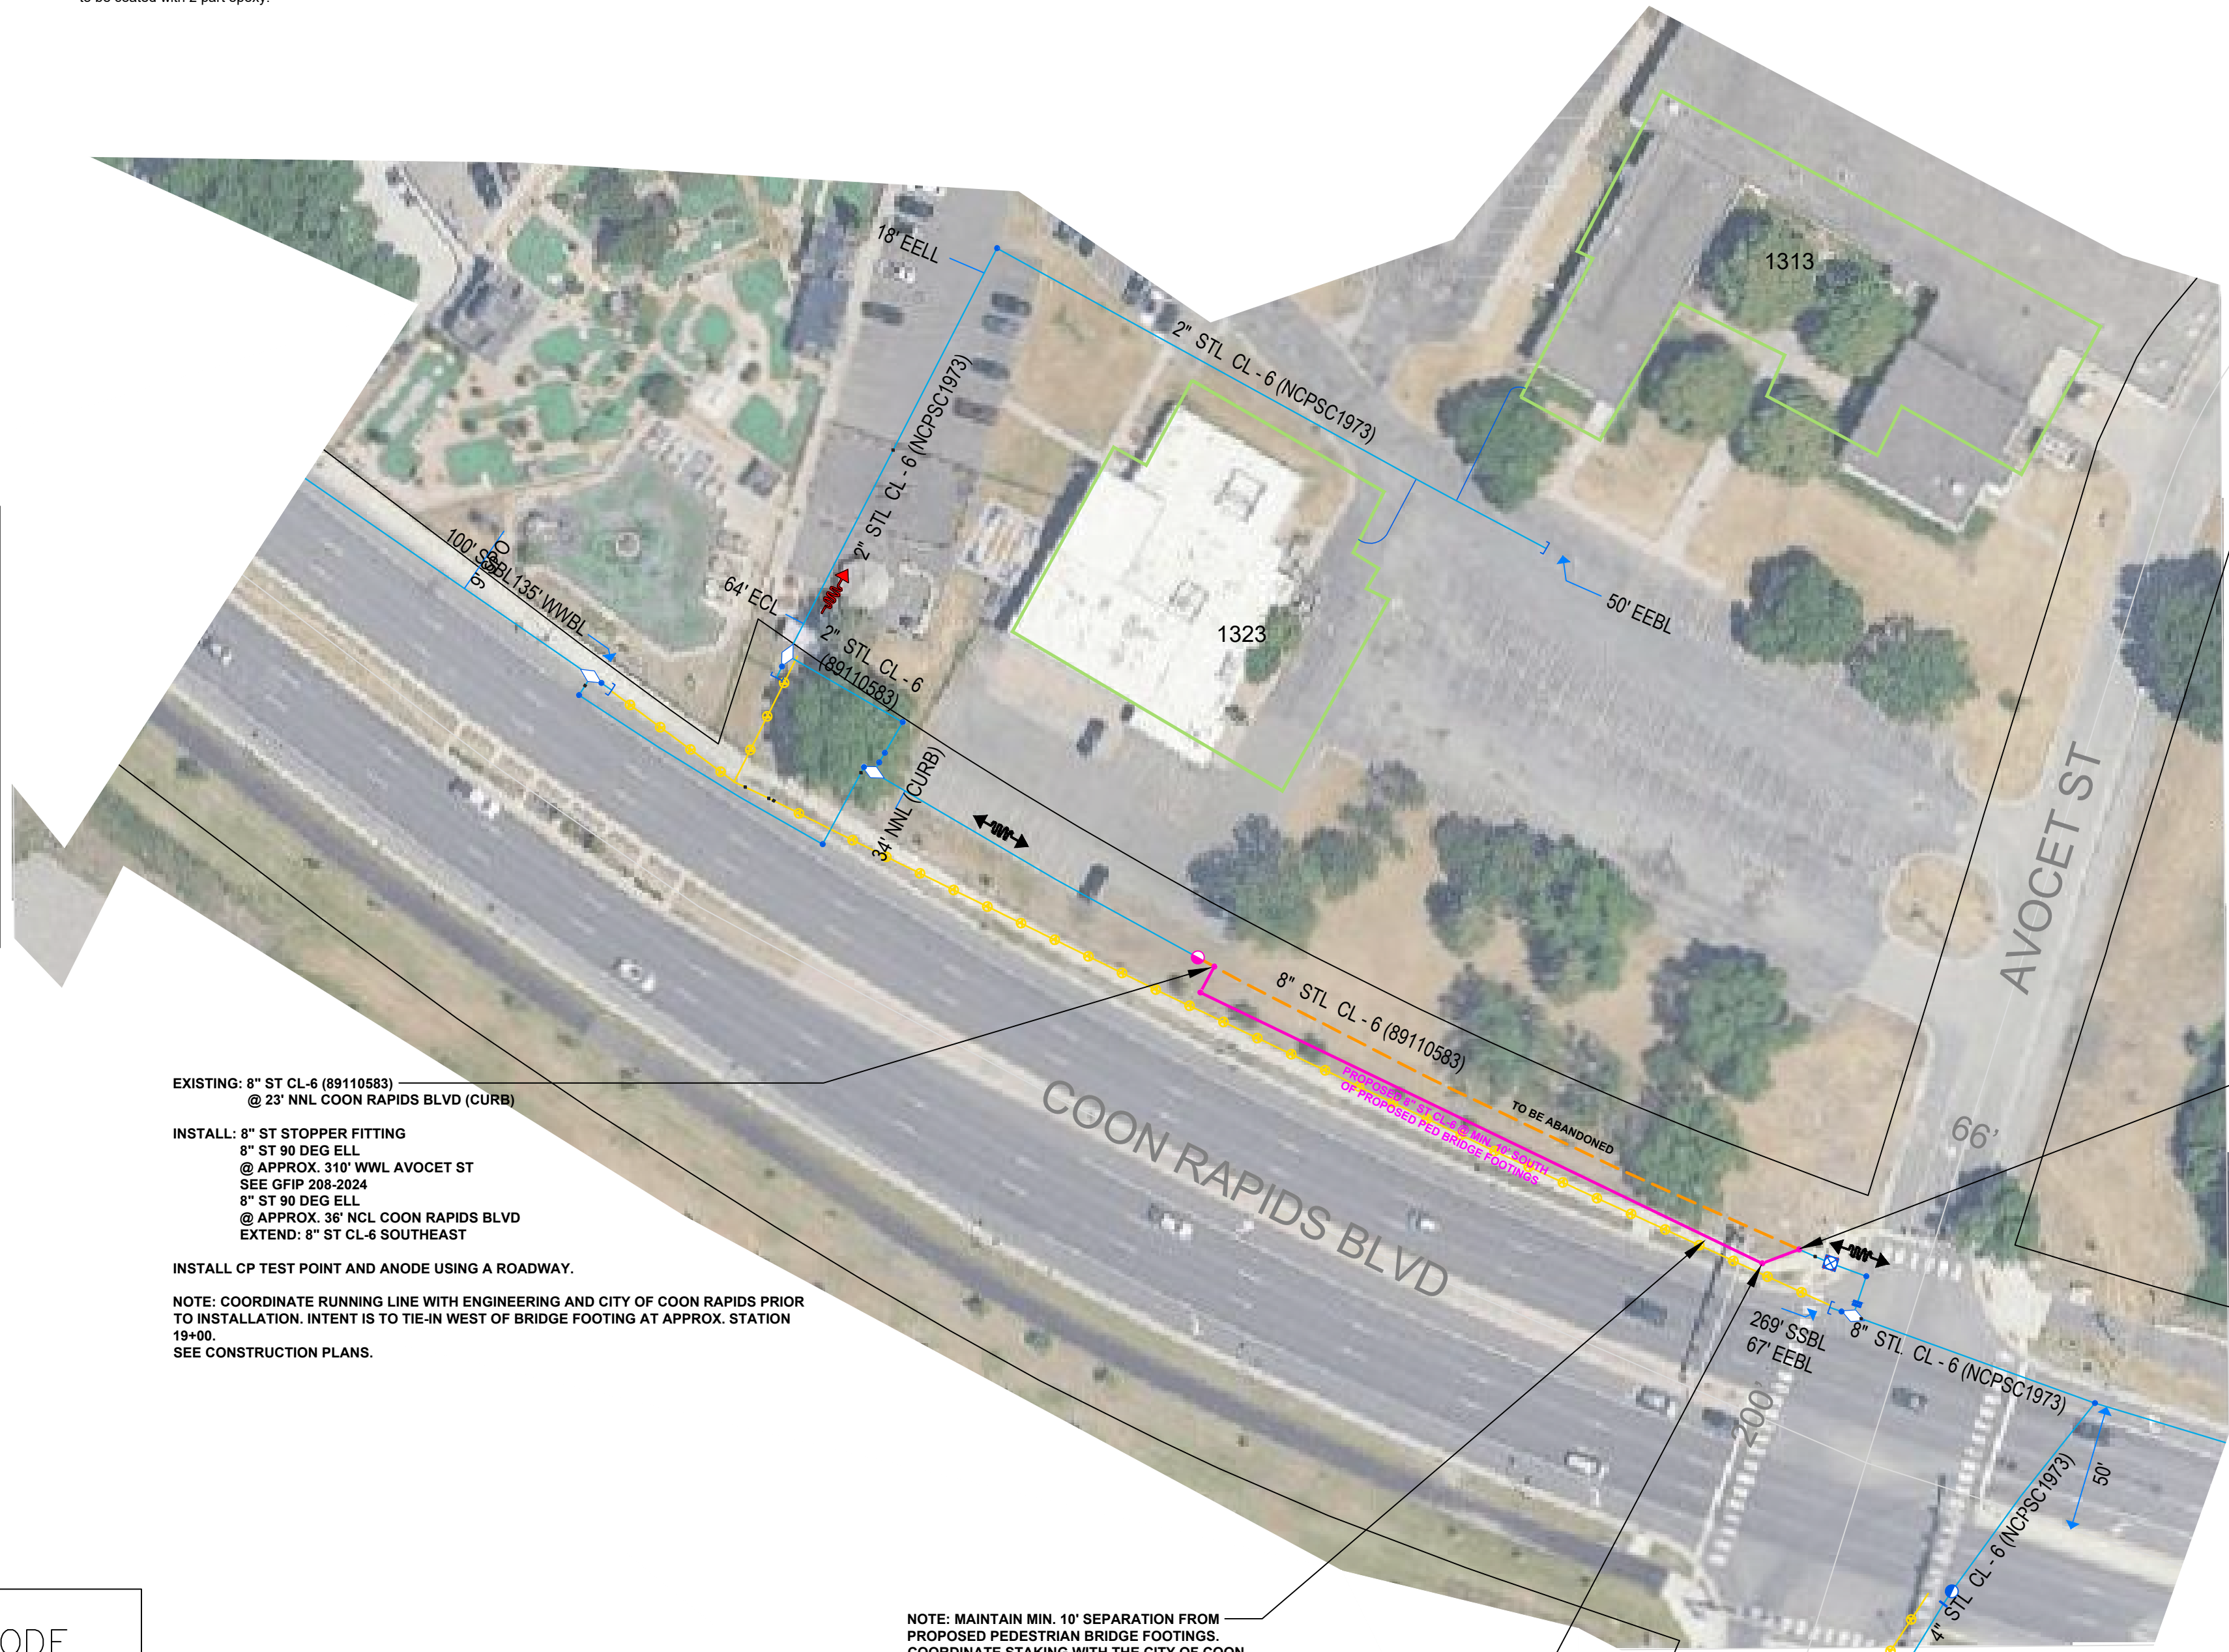 18' EELL
1313
2" STL CL - 6 (NCPSC1973)
2" STL CL - 6 (NCPSC1973)
100' SSBL
135' WWBL
64' ECL
2" STL CL - 6
(89110583)
1323
50' EEBL
34' NNL (CURB)
AVOCET ST
66'
8" STL CL - 6 (89110583)
TO BE ABANDONED
PROPOSED 8" ST CL-6 @ MIN. 10' SOUTH
OF PROPOSED PED BRIDGE FOOTINGS
COON RAPIDS BLVD
EXISTING: 8" ST CL-6 (89110583)
@ 23' NNL COON RAPIDS BLVD (CURB)
INSTALL: 8" ST STOPPER FITTING
8" ST 90 DEG ELL
@ APPROX. 310' WWL AVOCET ST
SEE GFIP 208-2024
8" ST 90 DEG ELL
@ APPROX. 36' NCL COON RAPIDS BLVD
EXTEND: 8" ST CL-6 SOUTHEAST
INSTALL CP TEST POINT AND ANODE USING A ROADWAY.
NOTE: COORDINATE RUNNING LINE WITH ENGINEERING AND CITY OF COON RAPIDS PRIOR
TO INSTALLATION. INTENT IS TO TIE-IN WEST OF BRIDGE FOOTING AT APPROX. STATION
19+00.
SEE CONSTRUCTION PLANS.
269' SSBL
67' EEBL
8" STL CL - 6 (NCPSC1973)
200'
50'
4" STL CL - 6 (NCPSC1973)
NOTE: MAINTAIN MIN. 10' SEPARATION FROM
PROPOSED PEDESTRIAN BRIDGE FOOTINGS.
COORDINATE STAKING WITH THE CITY OF COON